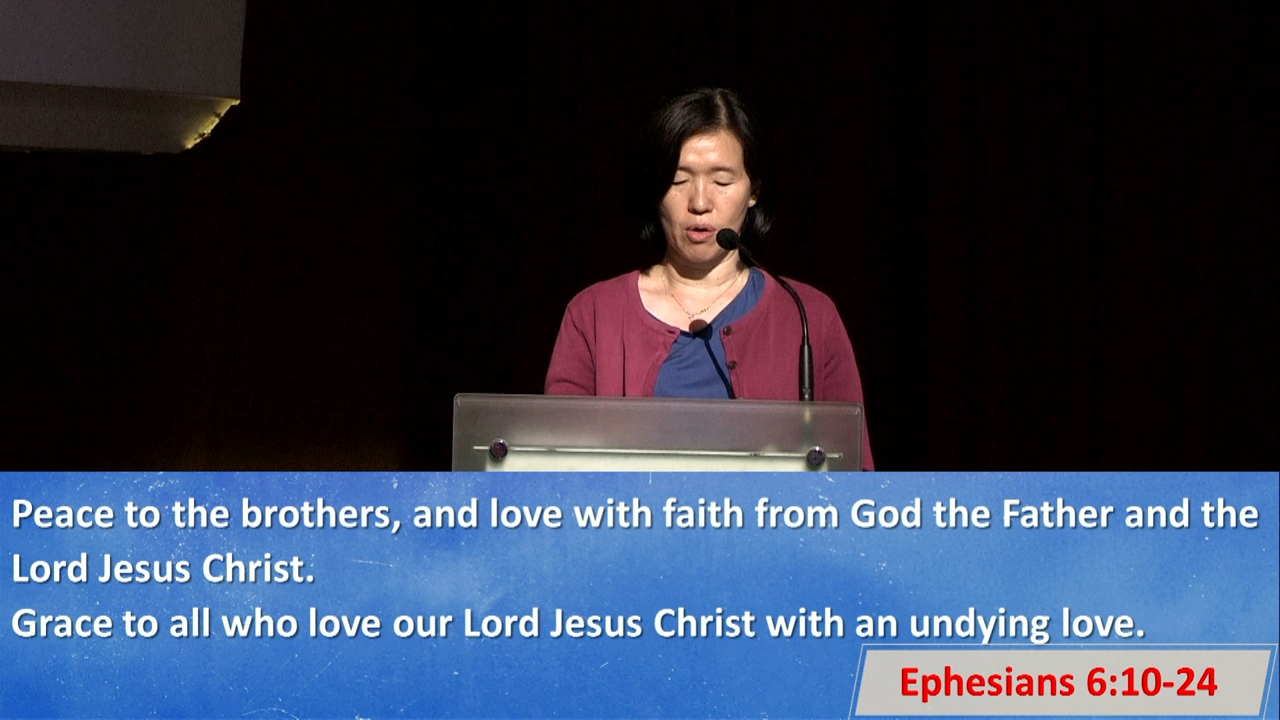 Peace to the brothers, and love with faith from God the Father and the
Lord Jesus Christ.
Grace to all who love our Lord Jesus Christ with an undying love.
Ephesians 6:10-24